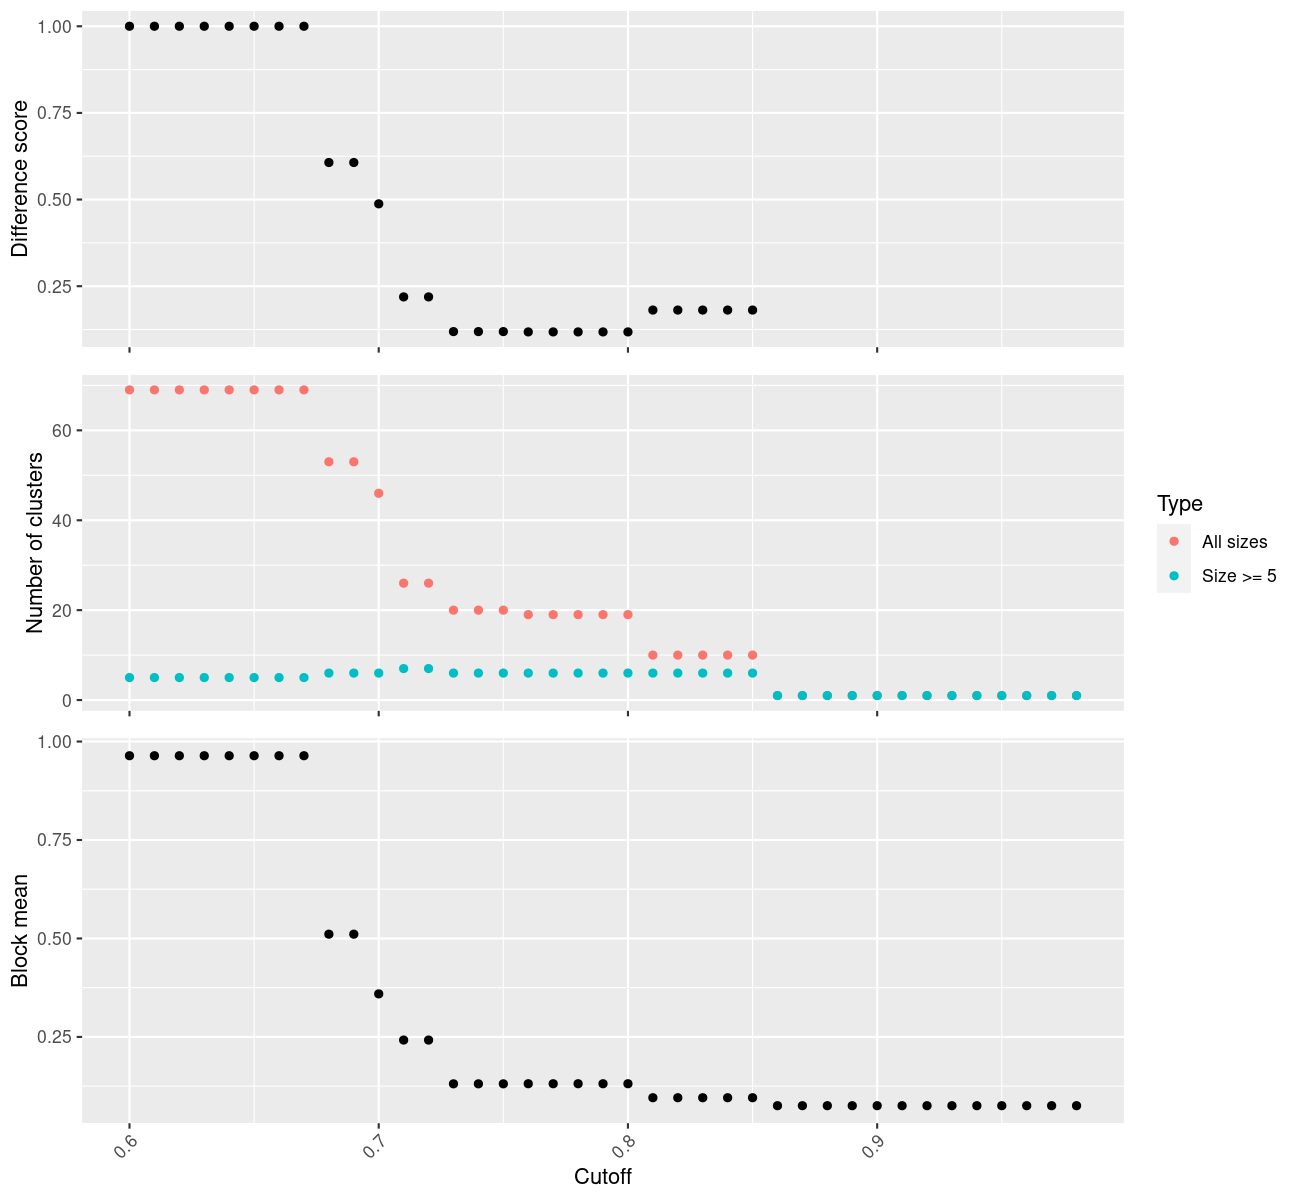 Difference score
1.00
0.75
0.50
0.25
Number of clusters
60
40
20
0
Type
All sizes
Size >= 5
Block mean
1.00
0.75
0.50
0.25
0.6
0.7
0.8
0.9
Cutoff